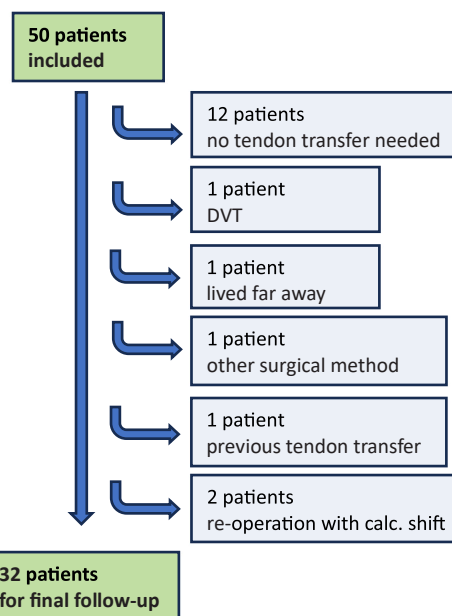 50 patients
included
12 patients
no tendon transfer needed
1 patient
DVT
1 patient
lived far away
1 patient
other surgical method
1 patient
previous tendon transfer
2 patients
re-operation with calc. shift
32 patients
for final follow-up